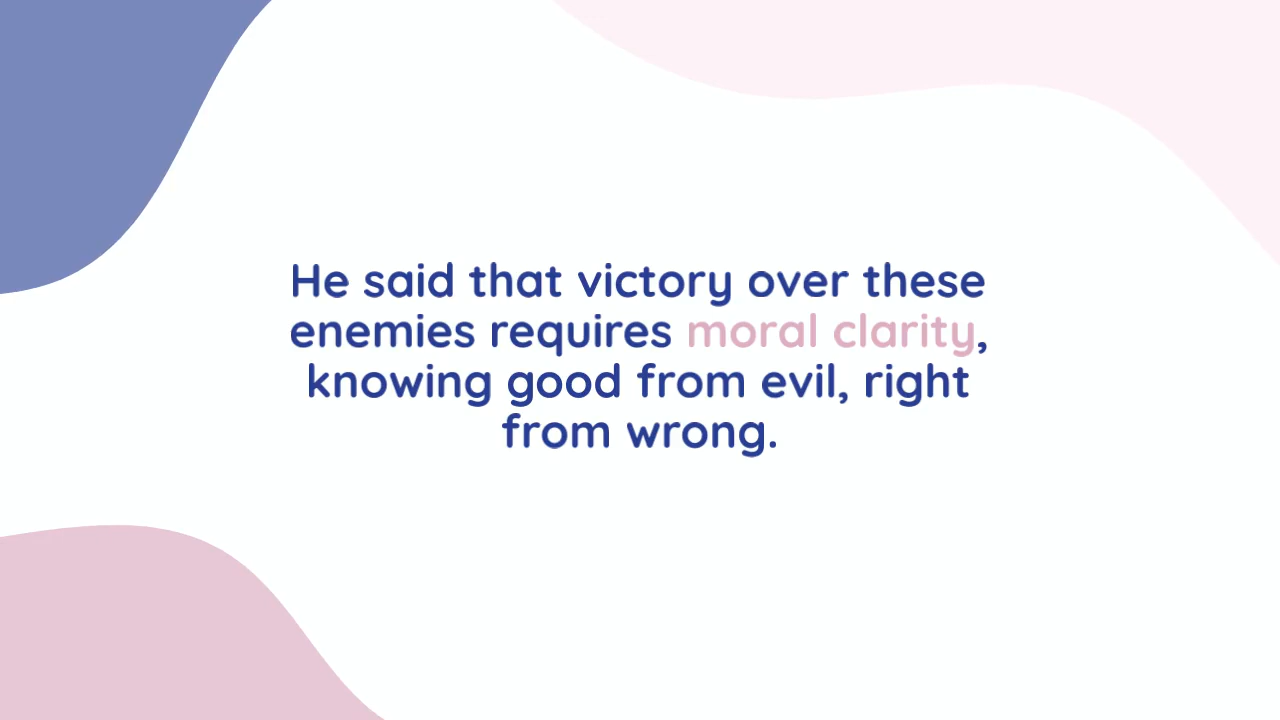 He said that victory over these
enemies requires moral clarity,
knowing good from evil, right
from wrong.